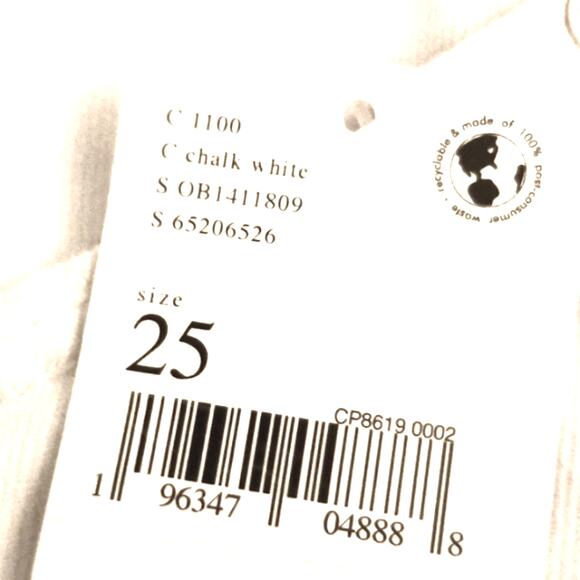 C 1100
C chalk white
S OB1411809
S 65206526
recyclable & made of 100% post-consumer waste .
size
25
CP8619 0002
1 96347 04888 8